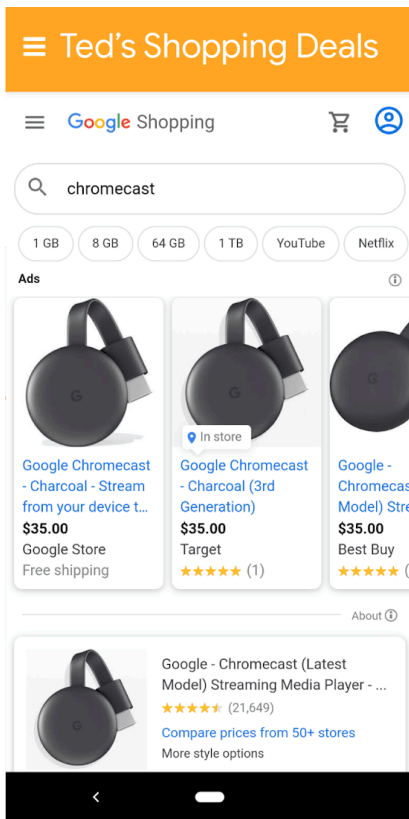 Ted's Shopping Deals
Google Shopping
chromecast
1 GB 8 GB 64 GB 1 TB YouTube Netflix
Ads
In store
Google Chromecast
- Charcoal - Stream
from your device t...
$35.00
Google Store
Free shipping
Google Chromecast
- Charcoal (3rd
Generation)
$35.00
Target
(1)
Google -
Chromecas
Model) Stre
$35.00
Best Buy
(
About
Google - Chromecast (Latest
Model) Streaming Media Player - ...
(21,649)
Compare prices from 50+ stores
More style options